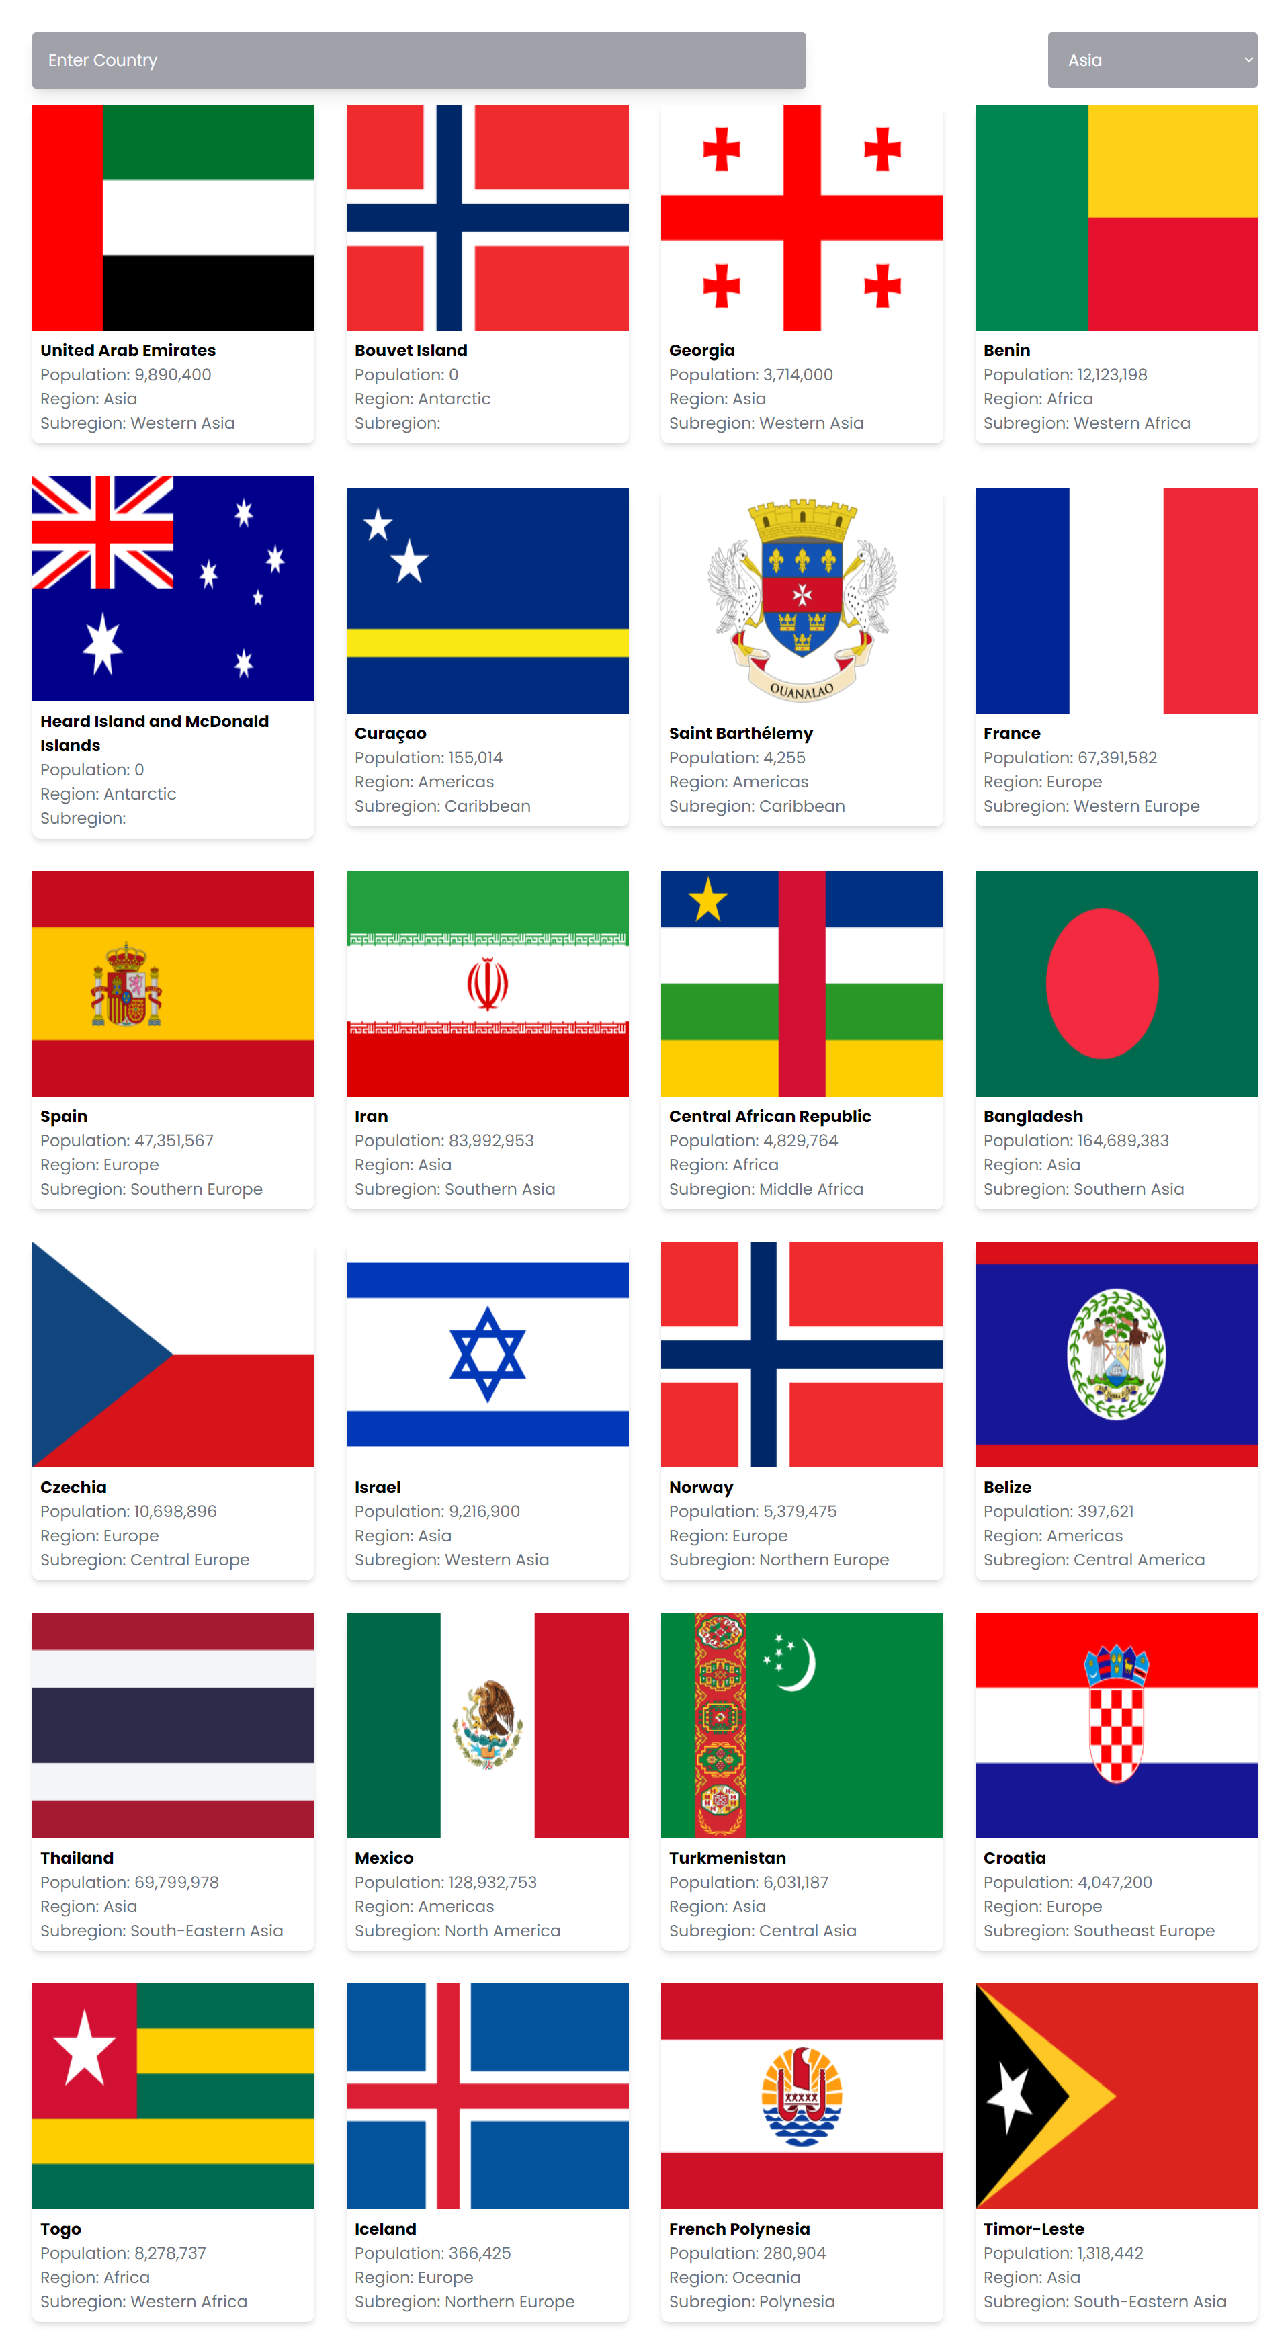 Enter Country
Asia
United Arab Emirates
Population: 9,890,400
Region: Asia
Subregion: Western Asia
Bouvet Island
Population: 0
Region: Antarctic
Subregion:
Georgia
Population: 3,714,000
Region: Asia
Subregion: Western Asia
Benin
Population: 12,123,198
Region: Africa
Subregion: Western Africa
Heard Island and McDonald
Islands
Population: 0
Region: Antarctic
Subregion:
Curaçao
Population: 155,014
Region: Americas
Subregion: Caribbean
OUANALAO
Saint Barthélemy
Population: 4,255
Region: Americas
Subregion: Caribbean
France
Population: 67,391,582
Region: Europe
Subregion: Western Europe
Spain
Population: 47,351,567
Region: Europe
Subregion: Southern Europe
Iran
Population: 83,992,953
Region: Asia
Subregion: Southern Asia
Central African Republic
Population: 4,829,764
Region: Africa
Subregion: Middle Africa
Bangladesh
Population: 164,689,383
Region: Asia
Subregion: Southern Asia
Czechia
Population: 10,698,896
Region: Europe
Subregion: Central Europe
Israel
Population: 9,216,900
Region: Asia
Subregion: Western Asia
Norway
Population: 5,379,475
Region: Europe
Subregion: Northern Europe
Belize
Population: 397,621
Region: Americas
Subregion: Central America
Thailand
Population: 69,799,978
Region: Asia
Subregion: South-Eastern Asia
Mexico
Population: 128,932,753
Region: Americas
Subregion: North America
Turkmenistan
Population: 6,031,187
Region: Asia
Subregion: Central Asia
Croatia
Population: 4,047,200
Region: Europe
Subregion: Southeast Europe
Togo
Population: 8,278,737
Region: Africa
Subregion: Western Africa
Iceland
Population: 366,425
Region: Europe
Subregion: Northern Europe
French Polynesia
Population: 280,904
Region: Oceania
Subregion: Polynesia
Timor-Leste
Population: 1,318,442
Region: Asia
Subregion: South-Eastern Asia